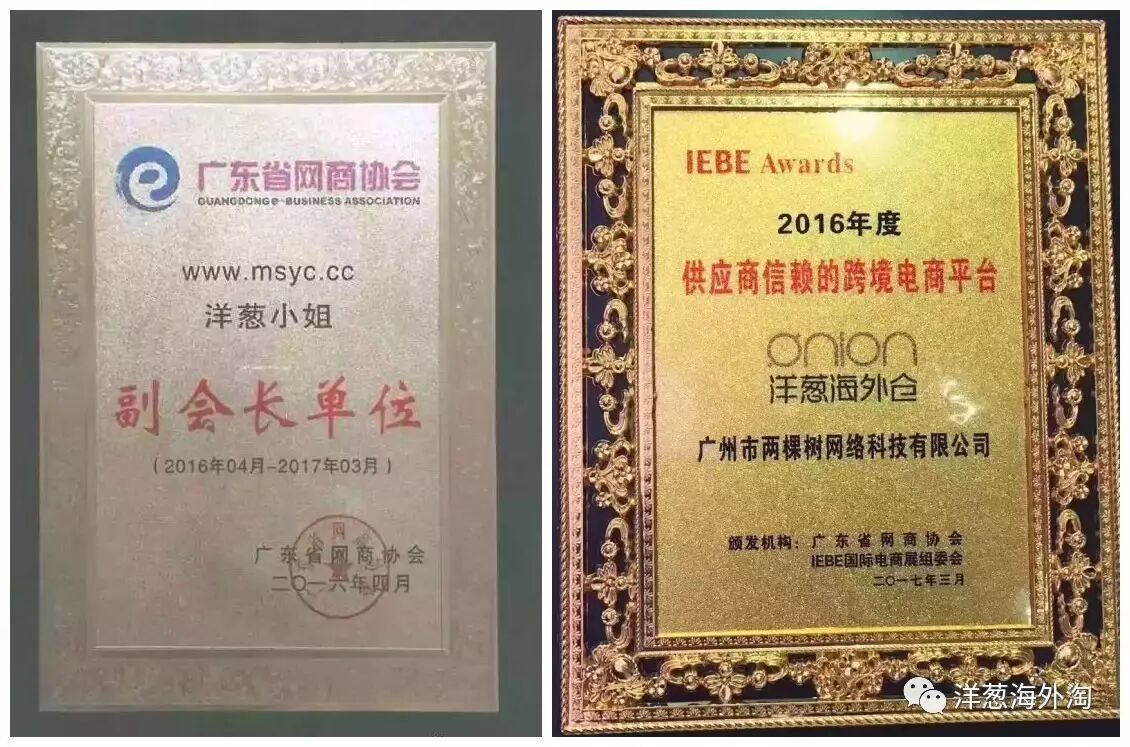 广东省网商协会
GUANGDONG e-BUSINESS ASSOCIATION
www.msyc.cc
洋葱小姐
副会长单位
(2016年04月-2017年03月)
网
广东省网商协会
二〇一六年四月
IEBE Awards
2016年度
供应商信赖的跨境电商平台
onion
洋葱海外仓
广州市两棵树网络科技有限公司
颁发机构:广东省网商协会
IEBE国际电商展组委会
二〇一七年三月
洋葱海外淘